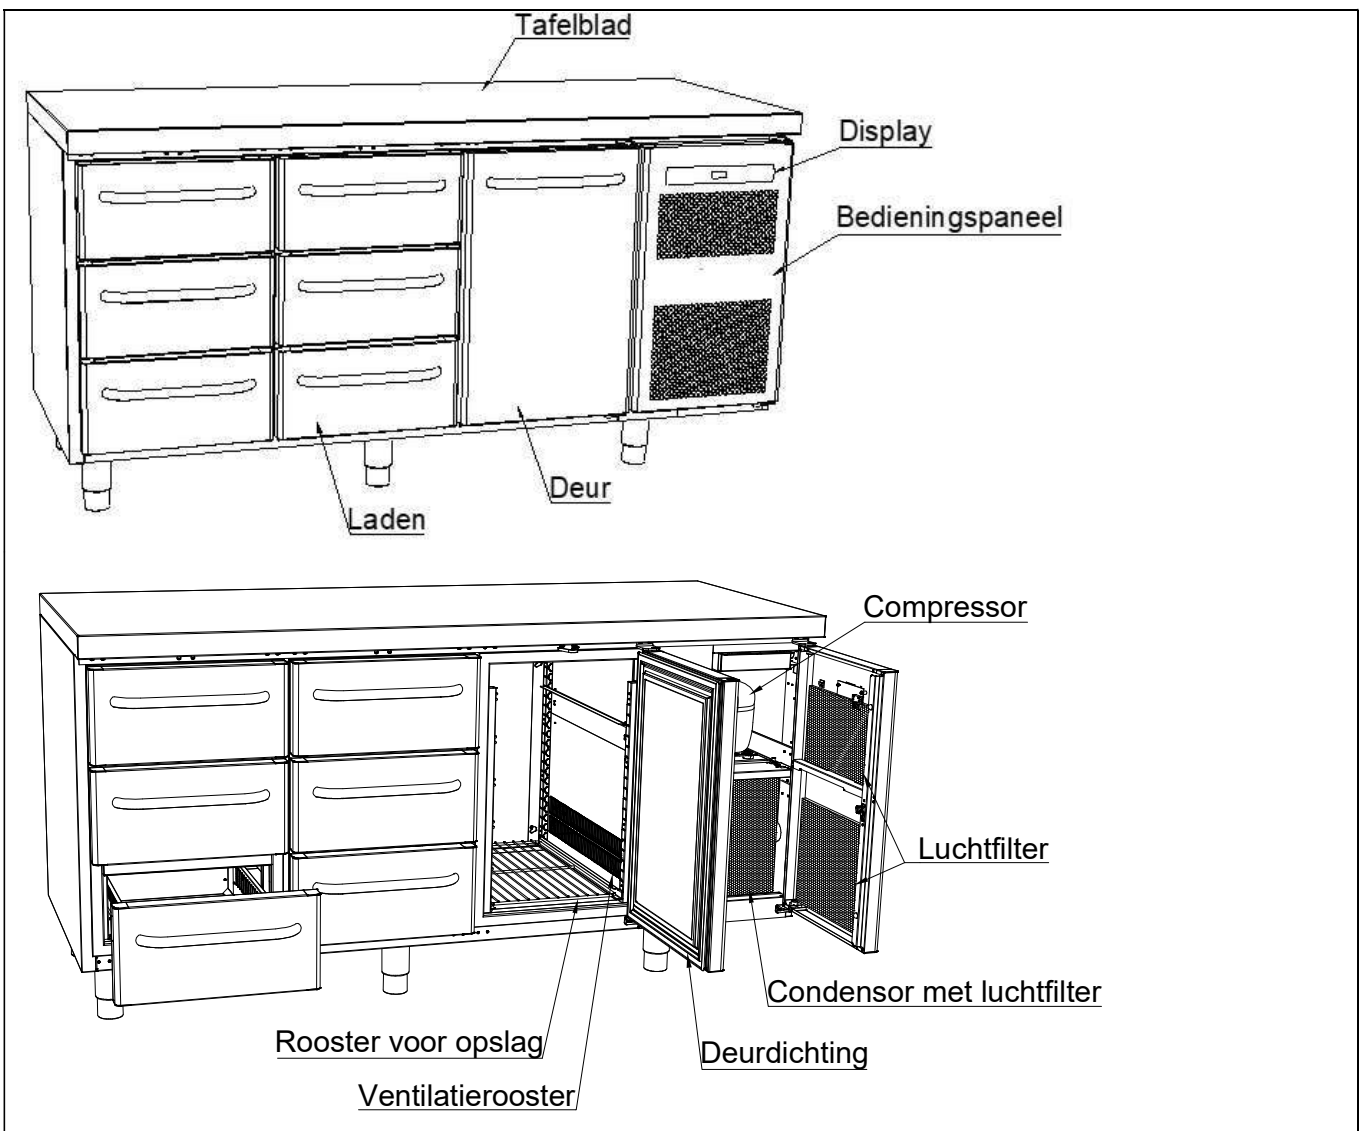 Tafelblad
Display
Bedieningspaneel
Deur
Laden
Compressor
Luchtfilter
Condensor met luchtfilter
Rooster voor opslag
Deurdichting
Ventilatierooster